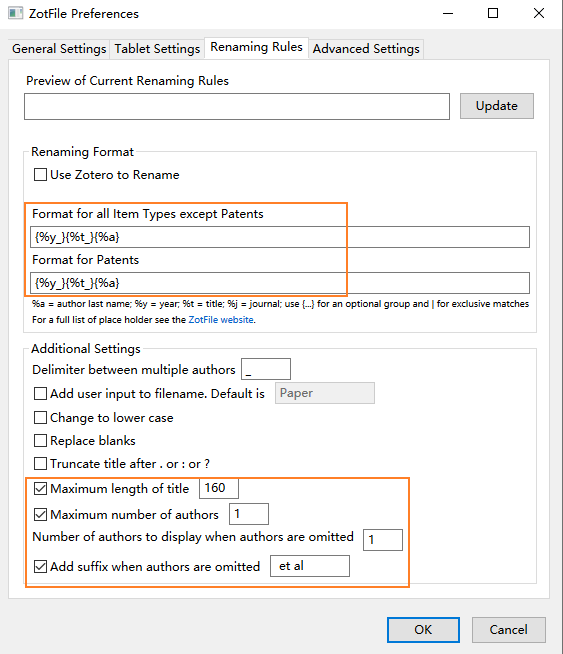 ZotFile Preferences
General Settings Tablet Settings Renaming Rules Advanced Settings
Preview of Current Renaming Rules
Update
Renaming Format
Use Zotero to Rename
Format for all Item Types except Patents
{%y_}{%t_}{%a}
Format for Patents
{%y_}{%t_}{%a}
%a = author last name; %y = year; %t = title; %j = journal; use {...} for an optional group and | for exclusive matches
For a full list of place holder see the ZotFile website.
Additional Settings
Delimiter between multiple authors _
Add user input to filename. Default is Paper
Change to lower case
Replace blanks
Truncate title after . or : or ?
Maximum length of title 160
Maximum number of authors 1
Number of authors to display when authors are omitted 1
Add suffix when authors are omitted et al
OK Cancel